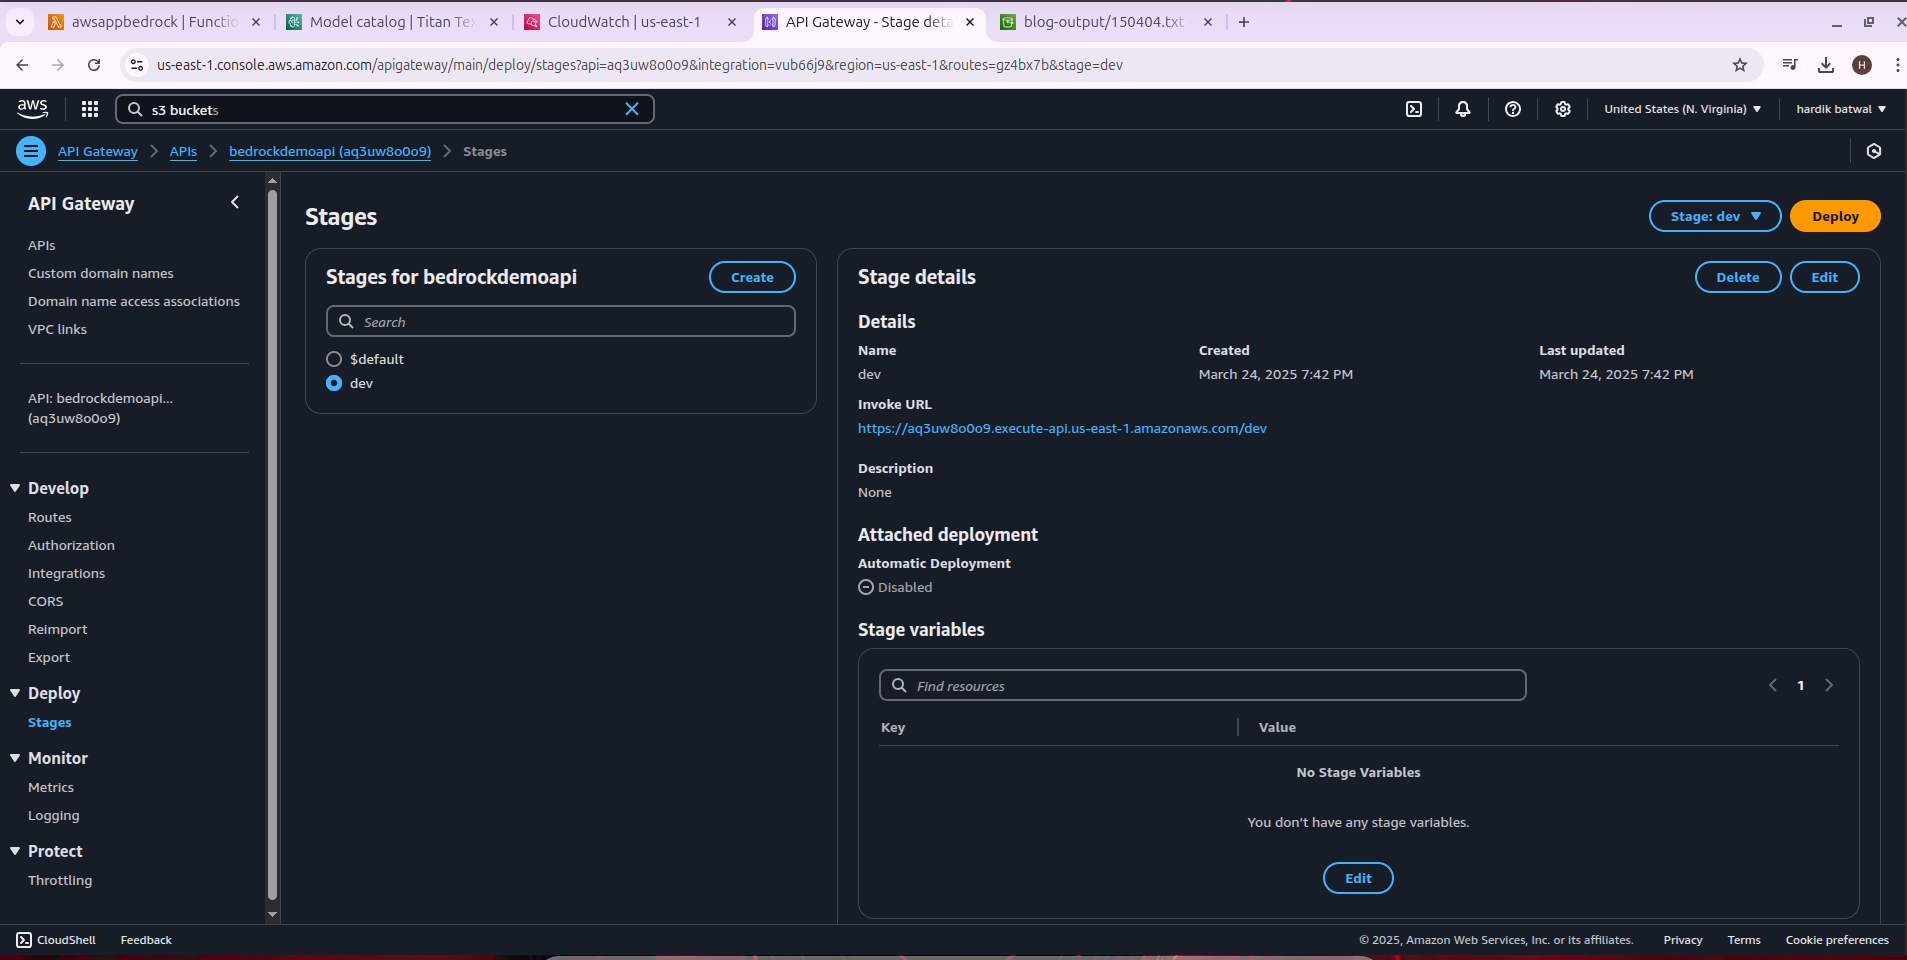 awsappbedrock | Functio
Model catalog | Titan Tex
CloudWatch | us-east-1
API Gateway - Stage deta
blog-output/150404.txt
us-east-1.console.aws.amazon.com/apigateway/main/deploy/stages?api=aq3uw8o0o9&integration=vub66j9&region=us-east-1&routes=gz4bx7b&stage=dev
H
aws
s3 buckets
United States (N. Virginia)
hardik batwal
API Gateway
APIs
bedrockdemoapi (aq3uw8o0o9)
Stages
API Gateway
APIs
Custom domain names
Domain name access associations
VPC links
API: bedrockdemoapi...
(aq3uw8o0o9)
Develop
Routes
Authorization
Integrations
CORS
Reimport
Export
Deploy
Stages
Monitor
Metrics
Logging
Protect
Throttling
Stages
Stage: dev
Deploy
Stages for bedrockdemoapi
Create
Search
$default
dev
Stage details
Delete
Edit
Details
Name
dev
Created
March 24, 2025 7:42 PM
Last updated
March 24, 2025 7:42 PM
Invoke URL
https://aq3uw8o0o9.execute-api.us-east-1.amazonaws.com/dev
Description
None
Attached deployment
Automatic Deployment
Disabled
Stage variables
Find resources
1
Key
Value
No Stage Variables
You don't have any stage variables.
Edit
CloudShell
Feedback
© 2025, Amazon Web Services, Inc. or its affiliates.
Privacy
Terms
Cookie preferences